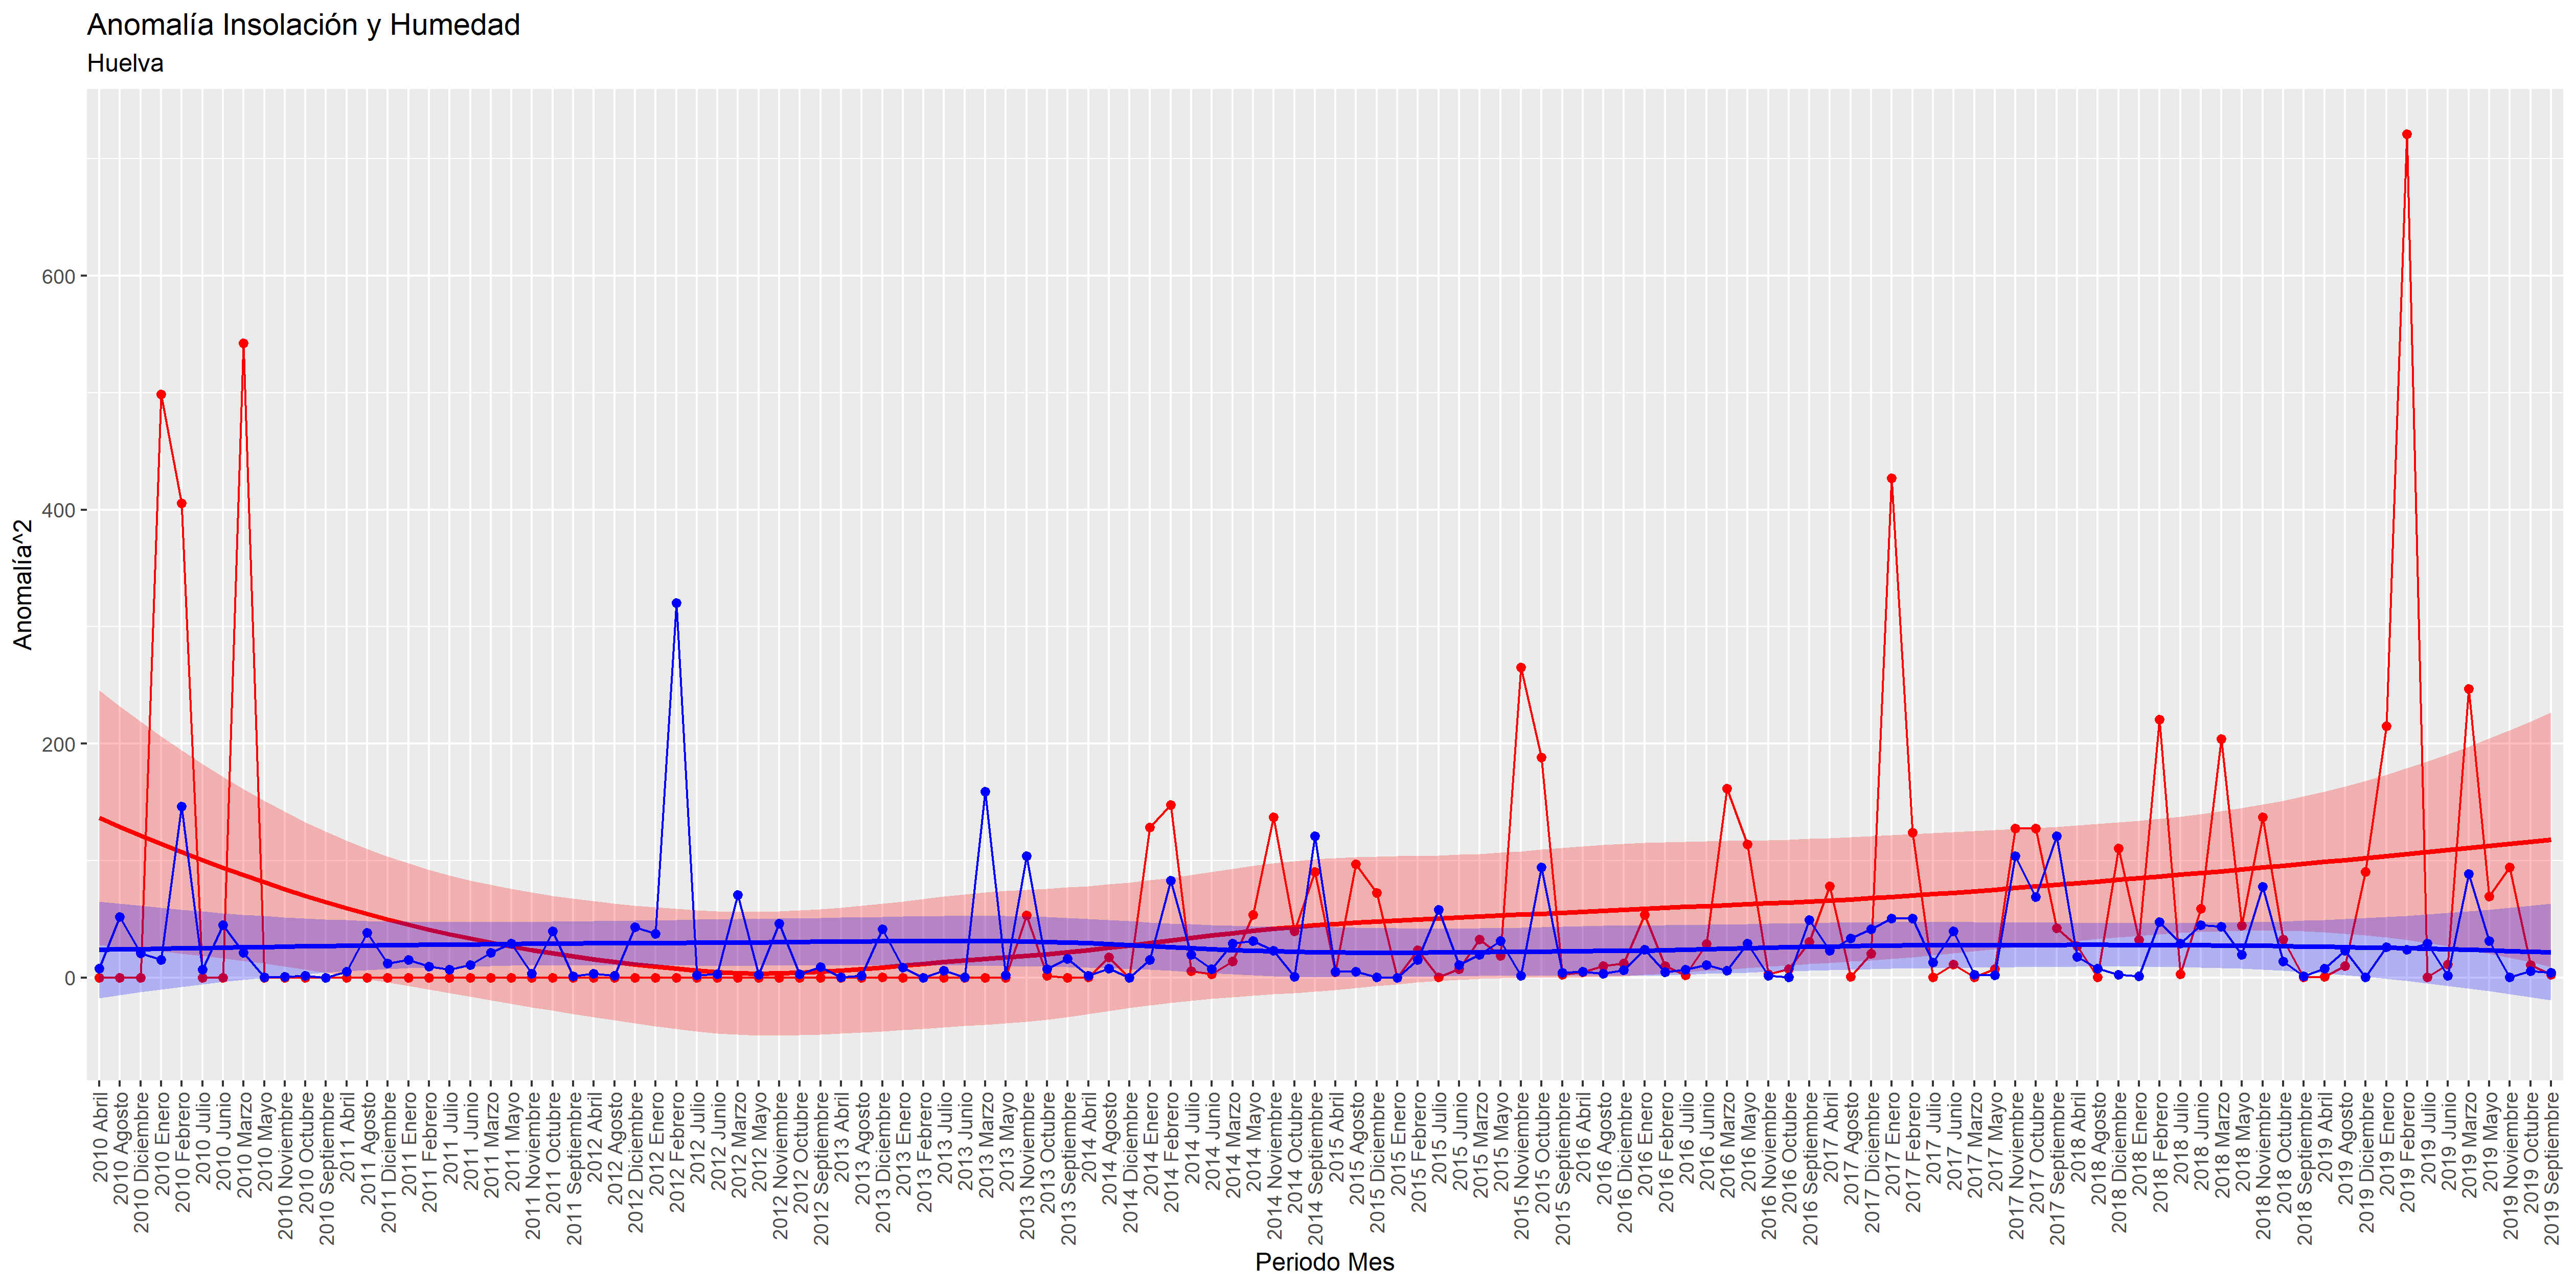 Anomalía Insolación y Humedad
Huelva
Anomalía^2
600
400
200
0
2010 Abril
2010 Agosto
2010 Diciembre
2010 Enero
2010 Febrero
2010 Julio
2010 Junio
2010 Marzo
2010 Mayo
2010 Noviembre
2010 Octubre
2010 Septiembre
2011 Abril
2011 Agosto
2011 Diciembre
2011 Enero
2011 Febrero
2011 Julio
2011 Junio
2011 Marzo
2011 Mayo
2011 Noviembre
2011 Octubre
2011 Septiembre
2012 Abril
2012 Agosto
2012 Diciembre
2012 Enero
2012 Febrero
2012 Julio
2012 Junio
2012 Marzo
2012 Mayo
2012 Noviembre
2012 Octubre
2012 Septiembre
2013 Abril
2013 Agosto
2013 Diciembre
2013 Enero
2013 Febrero
2013 Julio
2013 Junio
2013 Marzo
2013 Mayo
2013 Noviembre
2013 Octubre
2013 Septiembre
2014 Abril
2014 Agosto
2014 Diciembre
2014 Enero
2014 Febrero
2014 Julio
2014 Junio
2014 Marzo
2014 Mayo
2014 Noviembre
2014 Octubre
2014 Septiembre
2015 Abril
2015 Agosto
2015 Diciembre
2015 Enero
2015 Febrero
2015 Julio
2015 Junio
2015 Marzo
2015 Mayo
2015 Noviembre
2015 Octubre
2015 Septiembre
2016 Abril
2016 Agosto
2016 Diciembre
2016 Enero
2016 Febrero
2016 Julio
2016 Junio
2016 Marzo
2016 Mayo
2016 Noviembre
2016 Octubre
2016 Septiembre
2017 Abril
2017 Agosto
2017 Diciembre
2017 Enero
2017 Febrero
2017 Julio
2017 Junio
2017 Marzo
2017 Mayo
2017 Noviembre
2017 Octubre
2017 Septiembre
2018 Abril
2018 Agosto
2018 Diciembre
2018 Enero
2018 Febrero
2018 Julio
2018 Junio
2018 Marzo
2018 Mayo
2018 Noviembre
2018 Octubre
2018 Septiembre
2019 Abril
2019 Agosto
2019 Diciembre
2019 Enero
2019 Febrero
2019 Julio
2019 Junio
2019 Marzo
2019 Mayo
2019 Noviembre
2019 Octubre
2019 Septiembre
Periodo Mes